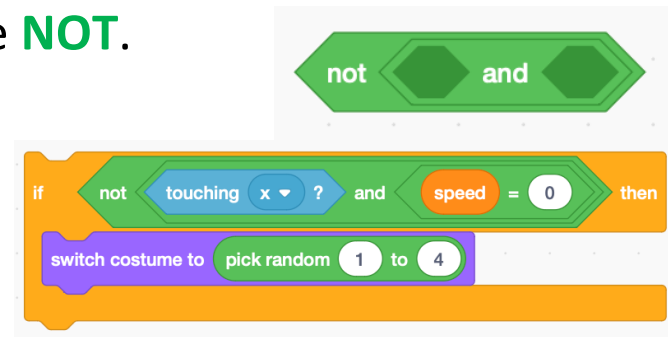 e NOT.
not and
if not touching x ? and speed = 0 then
switch costume to pick random 1 to 4